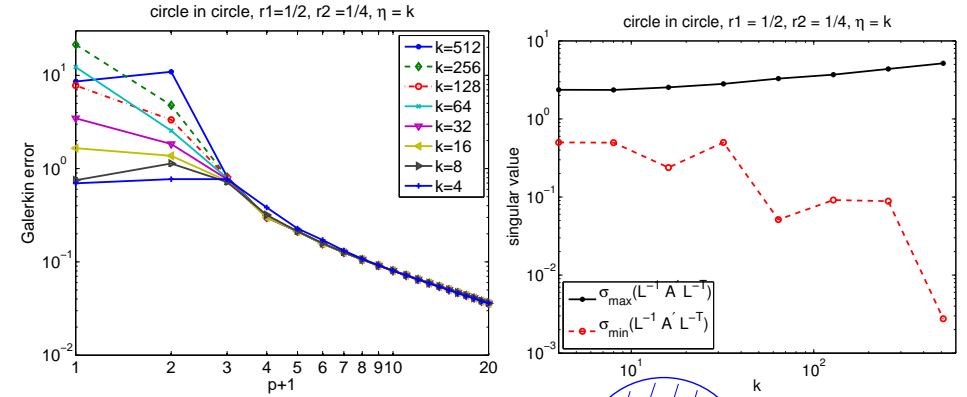 circle in circle, r1=1/2, r2 =1/4, η = k
10^1
10^0
10^-1
10^-2
Galerkin error
1 2 3 4 5 6 7 8 9 10 20
p+1
k=512
k=256
k=128
k=64
k=32
k=16
k=8
k=4
circle in circle, r1 = 1/2, r2 = 1/4, η = k
10^1
10^0
10^-1
10^-2
10^-3
singular value
σmax(L^-1 A' L^-T)
σmin(L^-1 A' L^-T)
10^1 10^2
k